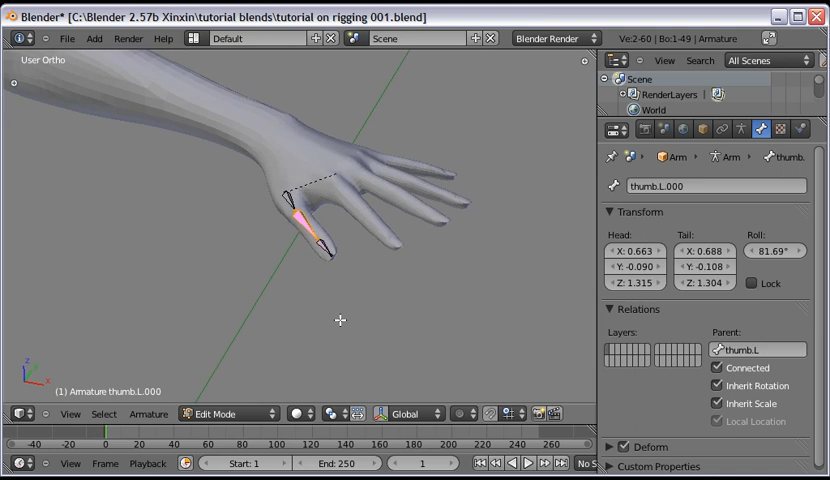 Blender* [C:\Blender 2.57b Xinxin\tutorial blends\tutorial on rigging 001.blend]
File Add Render Help Default Scene Blender Render Ve:2-60 | Bo:1-49 | Armature
User Ortho
View Search All Scenes
Scene
RenderLayers
World
Arm Arm thumb.
thumb.L.000
Transform
Head: Tail: Roll:
X: 0.663 X: 0.688 81.69°
Y: -0.090 Y: -0.108
Z: 1.315 Z: 1.304 Lock
Relations
Layers: Parent:
thumb.L
Connected
Inherit Rotation
Inherit Scale
Local Location
Deform
Custom Properties
z
x
(1) Armature thumb.L.000
View Select Armature Edit Mode Global
-40 -20 0 20 40 60 80 100 120 140 160 180 200 220 240 260
View Frame Playback Start: 1 End: 250 1 No S